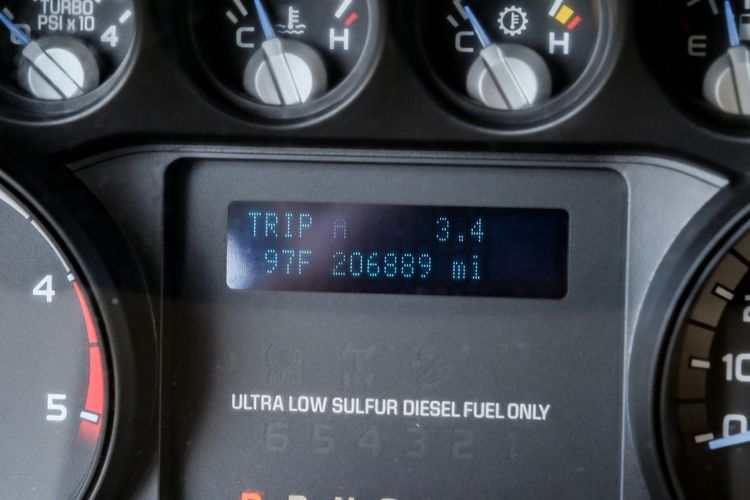 TURBO
PSI x 10
4
C H
C H
E
TRIP A 3.4
97F 206889 mi
4
5
ULTRA LOW SULFUR DIESEL FUEL ONLY
6 5 4 3 2 1
10
0